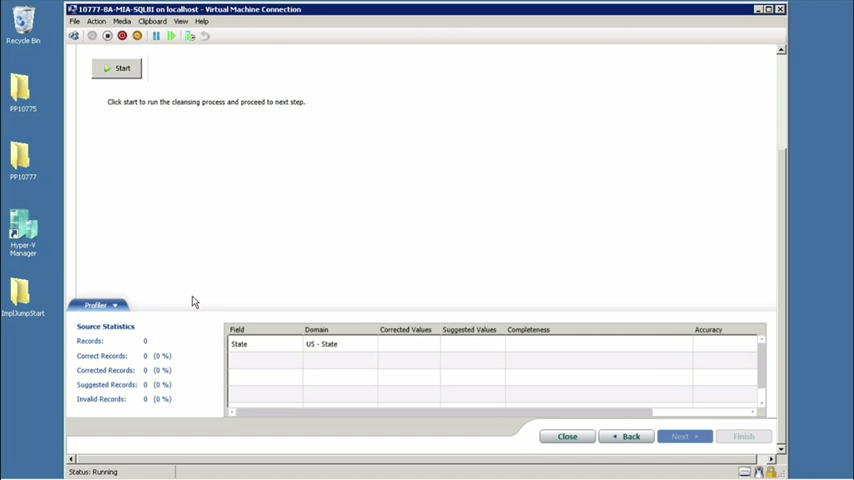 10777-8A-MIA-SQLBI on localhost - Virtual Machine Connection
File Action Media Clipboard View Help
Recycle Bin
Start
PP10775
Click start to run the cleansing process and proceed to next step.
PP10777
Hyper-V
Manager
Profiler
ImplJumpStart
Source Statistics
Field Domain Corrected Values Suggested Values Completeness Accuracy
Records: 0
State US - State
Correct Records: 0 (0 %)
Corrected Records: 0 (0 %)
Suggested Records: 0 (0 %)
Invalid Records: 0 (0 %)
Close Back Next Finish
Status: Running